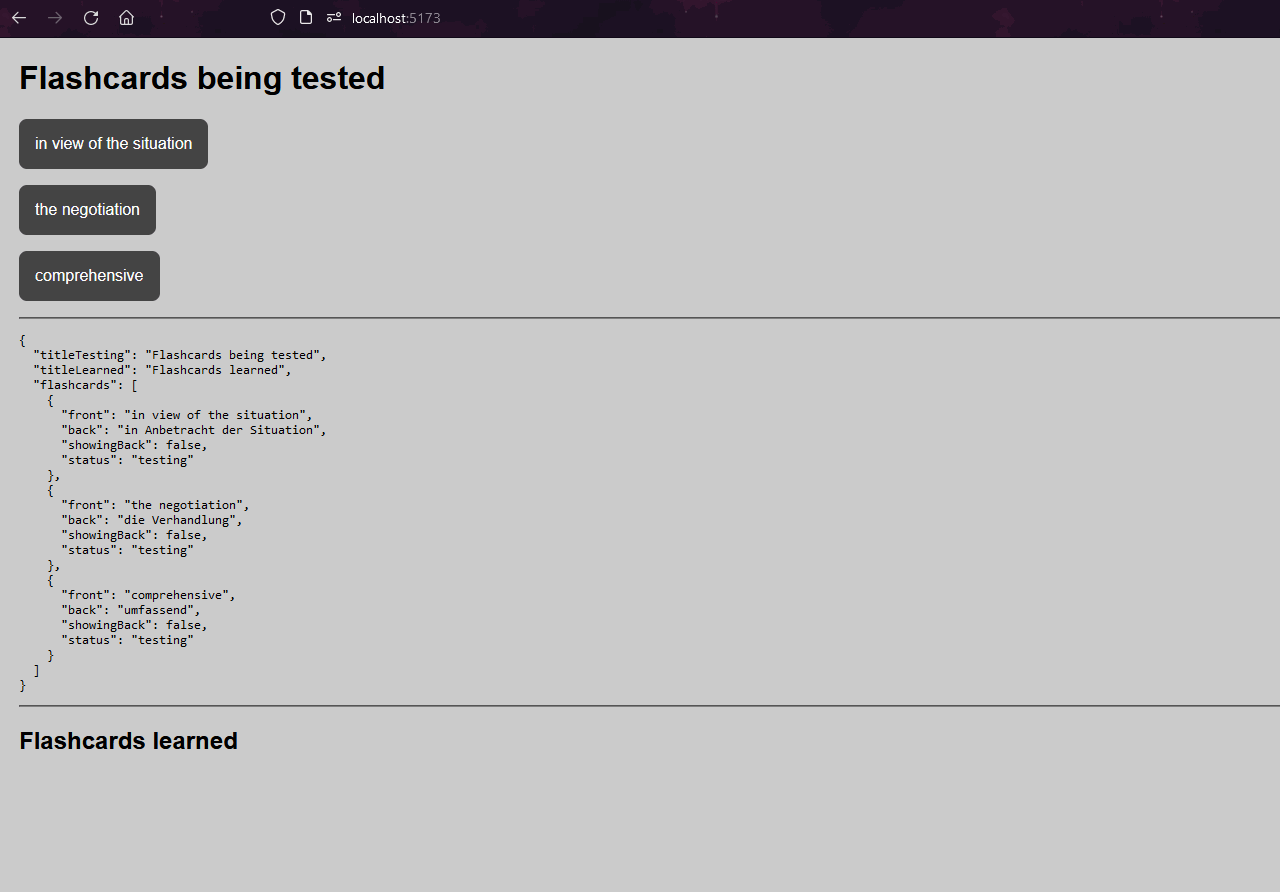 localhost:5173
Flashcards being tested
in view of the situation
the negotiation
comprehensive
{
  "titleTesting": "Flashcards being tested",
  "titleLearned": "Flashcards learned",
  "flashcards": [
    {
      "front": "in view of the situation",
      "back": "in Anbetracht der Situation",
      "showingBack": false,
      "status": "testing"
    },
    {
      "front": "the negotiation",
      "back": "die Verhandlung",
      "showingBack": false,
      "status": "testing"
    },
    {
      "front": "comprehensive",
      "back": "umfassend",
      "showingBack": false,
      "status": "testing"
    }
  ]
}
Flashcards learned